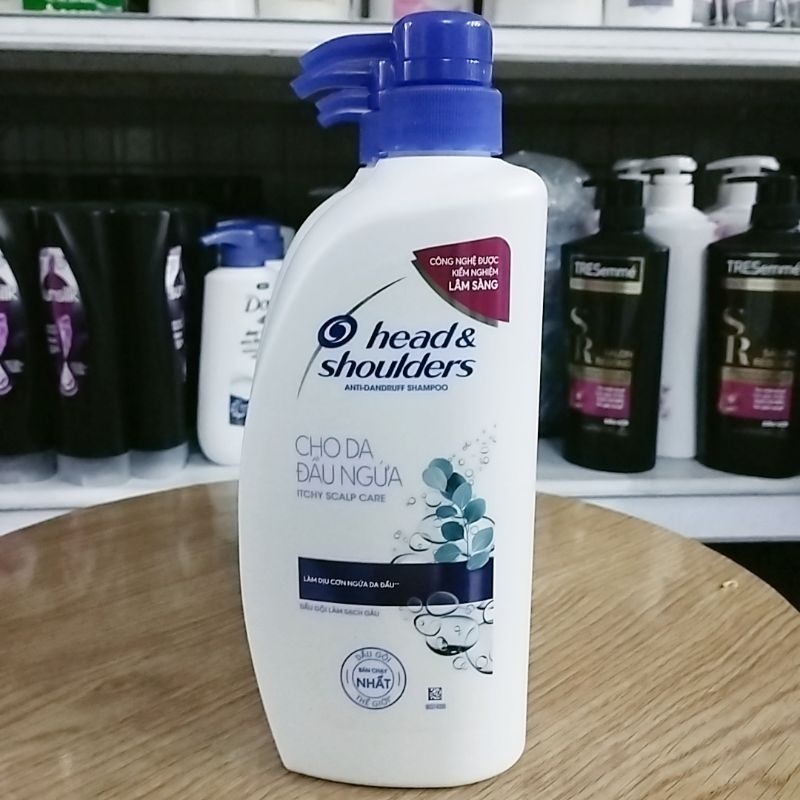 CÔNG NGHỆ ĐƯỢC
KIỂM NGHIỆM
LÂM SÀNG
head &
shoulders
ANTI-DANDRUFF SHAMPOO
CHO DA
ĐẦU NGỨA
ITCHY SCALP CARE
LÀM DỊU CƠN NGỨA DA ĐẦU**
DẦU GỘI LÀM SẠCH GÀU
DẦU GỘI
BÁN CHẠY
NHẤT
THẾ GIỚI
TRESemmé
S
R
TRESemmé
S
R